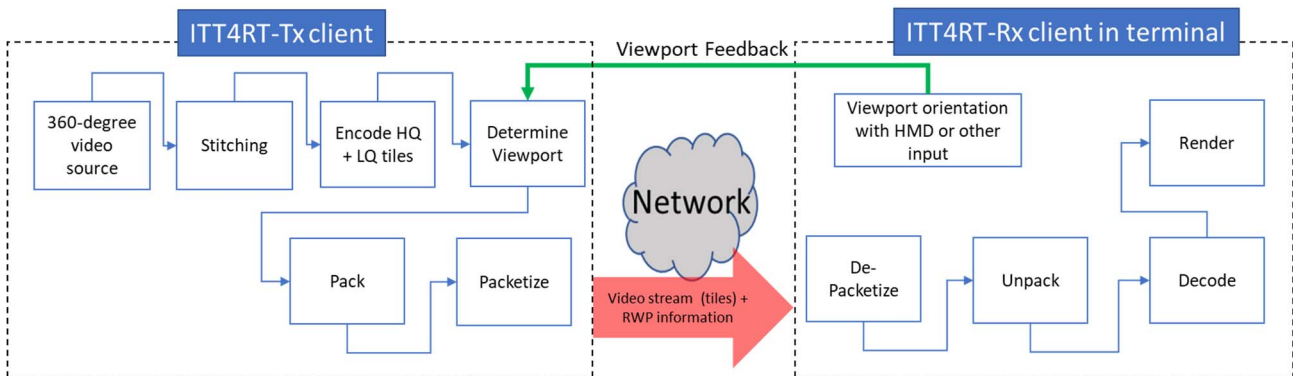 ITT4RT-Tx client
ITT4RT-Rx client in terminal
Viewport Feedback
360-degree
video
source
Stitching
Encode HQ
+ LQ tiles
Determine
Viewport
Viewport orientation
with HMD or other
input
Render
Network
Pack
Packetize
Video stream (tiles) +
RWP information
De-
Packetize
Unpack
Decode